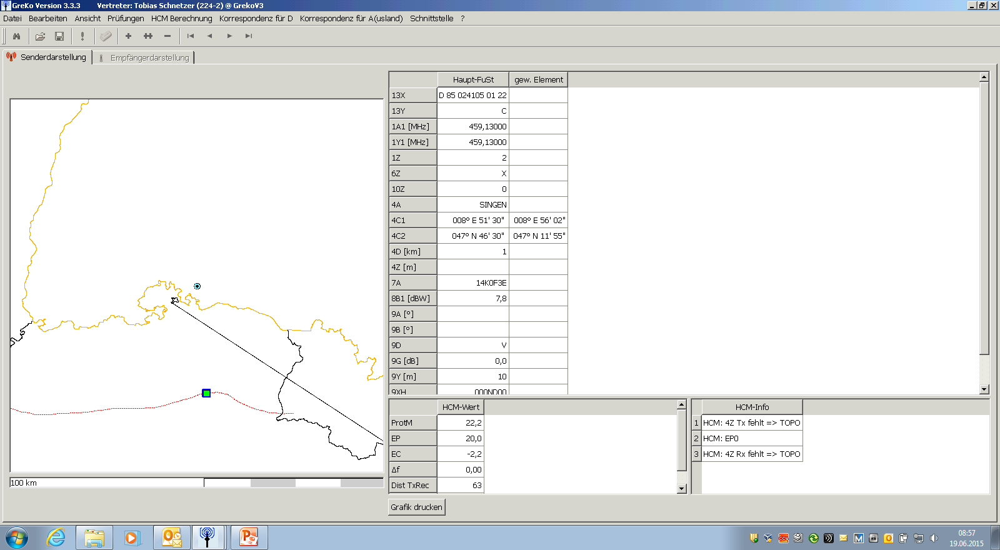 GreKo Version 3.3.3 Vertreter: Tobias Schnetzer (224-2) @ GrekoV3
Datei Bearbeiten Ansicht Prüfungen HCM Berechnung Korrespondenz für D Korrespondenz für A(usland) Schnittstelle ?
Senderdarstellung Empfängerdarstellung
100 km
Haupt-FuSt gew. Element
13X D 85 024105 01 22
13Y C
1A1 [MHz] 459,13000
1Y1 [MHz] 459,13000
1Z 2
6Z X
10Z 0
4A SINGEN
4C1 008° E 51' 30" 008° E 56' 02"
4C2 047° N 46' 30" 047° N 11' 55"
4D [km] 1
4Z [m]
7A 14K0F3E
8B1 [dBW] 7,8
9A [°]
9B [°]
9D V
9G [dB] 0,0
9Y [m] 10
9XH 000ND00
HCM-Wert
ProtM 22,2
EP 20,0
EC -2,2
Δf 0,00
Dist TxRec 63
HCM-Info
1 HCM: 4Z Tx fehlt => TOPO
2 HCM: EP0
3 HCM: 4Z Rx fehlt => TOPO
Grafik drucken
08:57
19.06.2015